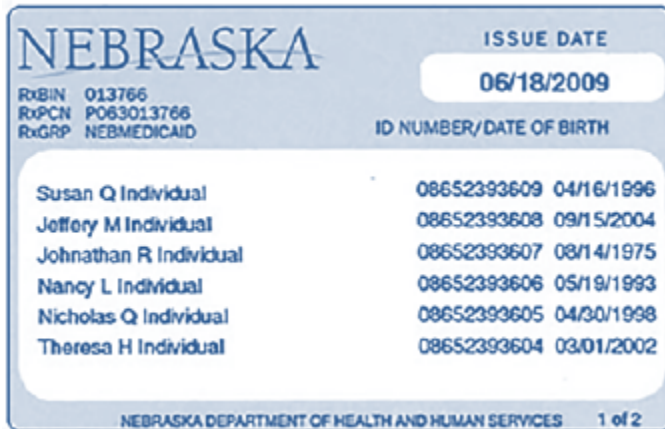 NEBRASKA
ISSUE DATE
06/18/2009
RxBIN 013766
RxPCN P063013766
RxGRP NEBMEDICAID
ID NUMBER/DATE OF BIRTH
Susan Q Individual 08652393609 04/16/1996
Jeffery M Individual 08652393608 09/15/2004
Johnathan R Individual 08652393607 08/14/1975
Nancy L Individual 08652393606 05/19/1993
Nicholas Q Individual 08652393605 04/30/1998
Theresa H Individual 08652393604 03/01/2002
NEBRASKA DEPARTMENT OF HEALTH AND HUMAN SERVICES 1 of 2